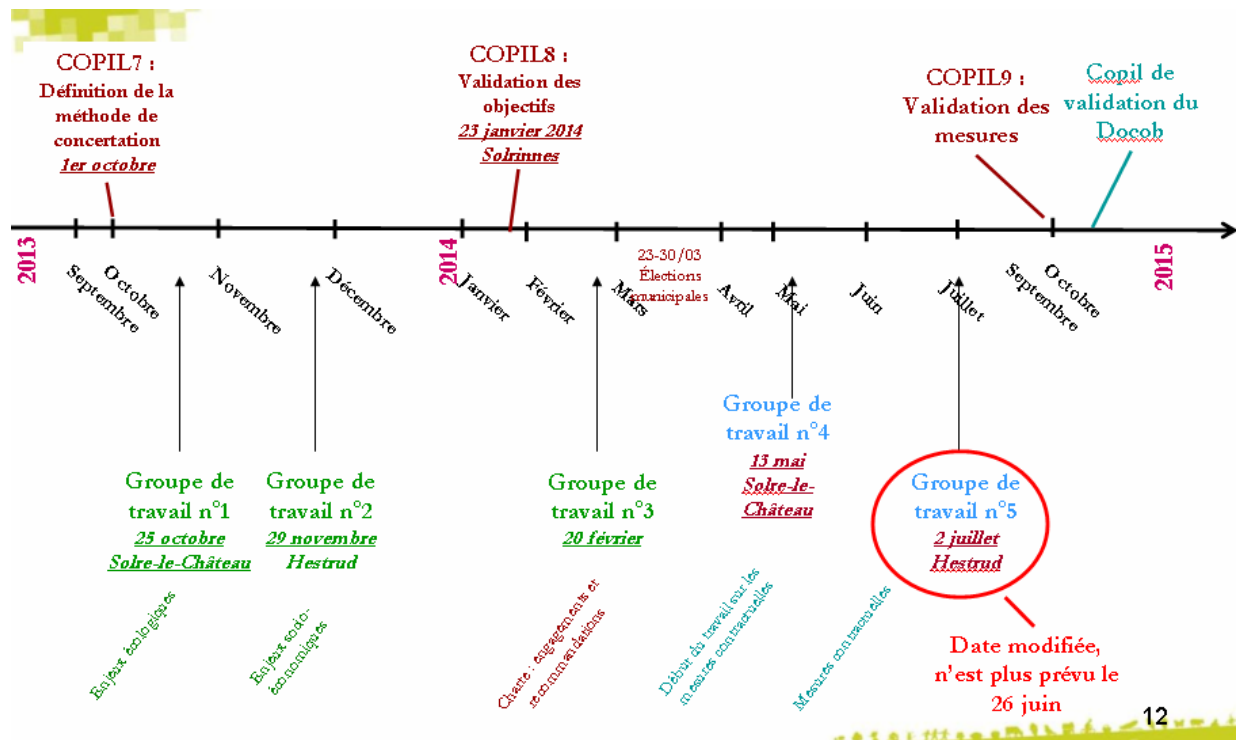 COPIL7 :
Définition de la
méthode de
concertation
1er octobre
COPIL8 :
Validation des
objectifs
23 janvier 2014
Solrinnes
COPIL9 :
Validation des
mesures
Copil de
validation du
Docob
2013
Septembre
Octobre
Novembre
Décembre
2014
Janvier
Février
Mars
23-30/03
Élections
municipales
Avril
Mai
Juin
Juillet
Septembre
Octobre
2015
Groupe de
travail n°1
25 octobre
Solre-le-Château
Groupe de
travail n°2
29 novembre
Hestrud
Groupe de
travail n°3
20 février
Groupe de
travail n°4
13 mai
Solre-le-
Château
Groupe de
travail n°5
2 juillet
Hestrud
Enjeux écologiques
Enjeux socio-
économiques
Charte : engagements et
recommandations
Début du travail sur les
mesures contractuelles
Mesures contractuelles
Date modifiée,
n'est plus prévu le
26 juin
12